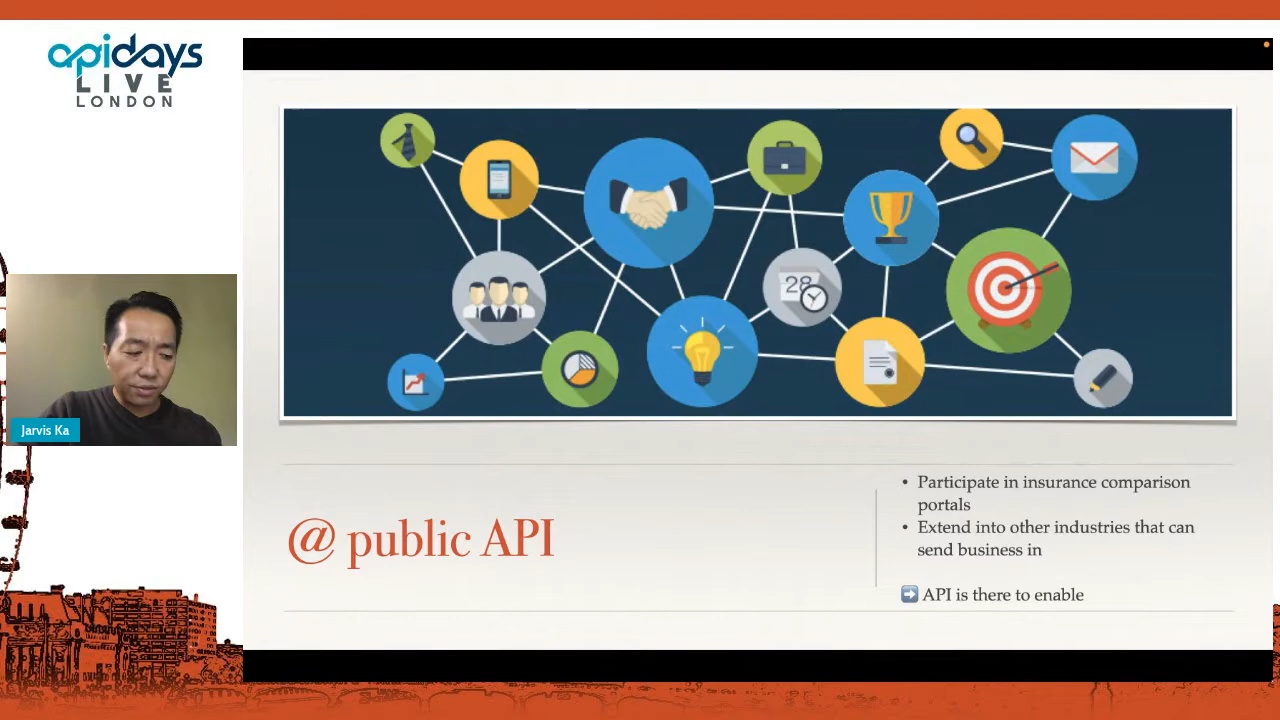 apidays
LIVE
LONDON
28
Jarvis Ka
@ public API
• Participate in insurance comparison
portals
• Extend into other industries that can
send business in
➡ API is there to enable